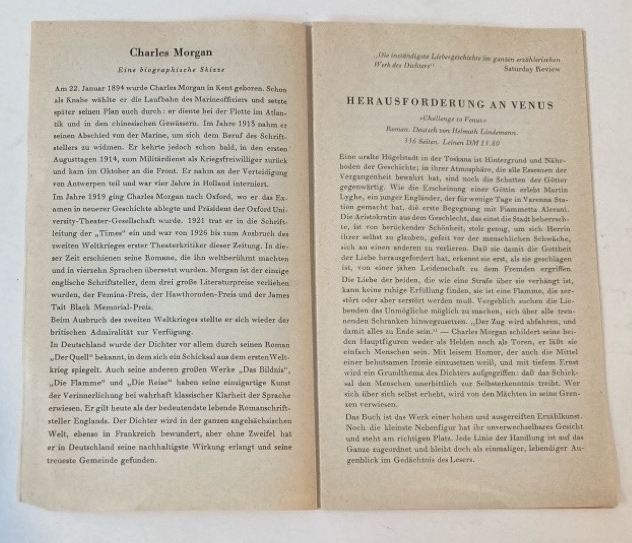 Charles Morgan
Eine biographische Skizze
Am 22. Januar 1894 wurde Charles Morgan in Kent geboren. Schon
als Knabe wählte er die Laufbahn des Marineoffiziers und setzte
später seinen Plan auch durch: er diente bei der Flotte im Atlan-
tik und in den chinesischen Gewässern. Im Jahre 1913 nahm er
seinen Abschied von der Marine, um sich dem Beruf des Schrift-
stellers zu widmen. Er kehrte jedoch schon bald, in den ersten
Augusttagen 1914, zum Militärdienst als Kriegsfreiwilliger zurück
und kam im Oktober an die Front. Er nahm an der Verteidigung
von Antwerpen teil und war vier Jahre in Holland interniert.
Im Jahre 1919 ging Charles Morgan nach Oxford, wo er das Ex-
amen in neuerer Geschichte ablegte und Präsident der Oxford Uni-
versity-Theater-Gesellschaft wurde. 1921 trat er in die Schrift-
leitung der „Times" ein und war von 1926 bis zum Ausbruch des
zweiten Weltkrieges erster Theaterkritiker dieser Zeitung. In die-
ser Zeit erschienen seine Romane, die ihn weltberühmt machten
und in vierzehn Sprachen übersetzt wurden. Morgan ist der einzige
englische Schriftsteller, dem drei große Literaturpreise verliehen
wurden, der Femina-Preis, der Hawthornden-Preis und der James
Tait Black Memorial-Preis.
Beim Ausbruch des zweiten Weltkrieges stellte er sich wieder der
britischen Admiralität zur Verfügung.
In Deutschland wurde der Dichter vor allem durch seinen Roman
„Der Quell" bekannt, in dem sich ein Schicksal aus dem ersten Welt-
krieg spiegelt. Auch seine anderen großen Werke „Das Bildnis",
„Die Flamme" und „Die Reise" haben seine einzigartige Kunst
der Verinnerlichung bei wahrhaft klassischer Klarheit der Sprache
erwiesen. Er gilt heute als der bedeutendste lebende Romanschrift-
steller Englands. Der Dichter wird in der ganzen angelsächsischen
Welt, ebenso in Frankreich bewundert, aber ohne Zweifel hat
er in Deutschland seine nachhaltigste Wirkung erlangt und seine
treueste Gemeinde gefunden.
„Die inständigste Liebesgeschichte im ganzen erzählerischen
Werk des Dichters"
Saturday Review
HERAUSFORDERUNG AN VENUS
»Challenge to Venus«
Roman. Deutsch von Helmuth Lindemann.
336 Seiten. Leinen DM 15.80
Eine uralte Hügelstadt in der Toskana ist Hintergrund und Nähr-
boden der Geschichte; in ihrer Atmosphäre, die alle Essenzen der
Vergangenheit bewahrt hat, sind noch die Schatten der Götter
gegenwärtig. Wie die Erscheinung einer Göttin erlebt Martin
Lyghe, ein junger Engländer, der für wenige Tage in Varenna Sta-
tion gemacht hat, die erste Begegnung mit Fiammetta Alerani.
Die Aristokratin aus dem Geschlecht, das einst die Stadt beherrsch-
te, ist von berückender Schönheit, stolz genug, um sich Herrin
ihrer selbst zu glauben, gefeit vor der menschlichen Schwäche,
sich an einen anderen zu verlieren. Daß sie damit die Gottheit
der Liebe herausgefordert hat, erkennt sie erst, als sie geschlagen
ist, von einer jähen Leidenschaft zu dem Fremden ergriffen.
Die Liebe der beiden, die wie eine Strafe über sie verhängt ist,
kann keine ruhige Erfüllung finden, sie ist eine Flamme, die zer-
stört oder aber zerstört werden muß. Vergeblich suchen die Lie-
benden das Unmögliche möglich zu machen, sich über alle tren-
nenden Schranken hinwegzusetzen. „Der Zug wird abfahren, und
damit alles zu Ende sein." — Charles Morgan schildert seine bei-
den Hauptfiguren weder als Helden noch als Toren, er läßt sie
einfach Menschen sein. Mit leisem Humor, der auch die Mittel
einer behutsamen Ironie einzusetzen weiß, und mit tiefem Ernst
wird ein Grundthema des Dichters aufgegriffen: daß das Schick-
sal den Menschen unerbittlich zur Selbsterkenntnis treibt. Wer
sich über sich selbst erhebt, wird von den Mächten in seine Gren-
zen verwiesen.
Das Buch ist das Werk einer hohen und ausgereiften Erzählkunst.
Noch die kleinste Nebenfigur hat ihr unverwechselbares Gesicht
und steht am richtigen Platz. Jede Linie der Handlung ist auf das
Ganze zugeordnet und bleibt doch als einmaliger, lebendiger Au-
genblick im Gedächtnis des Lesers.